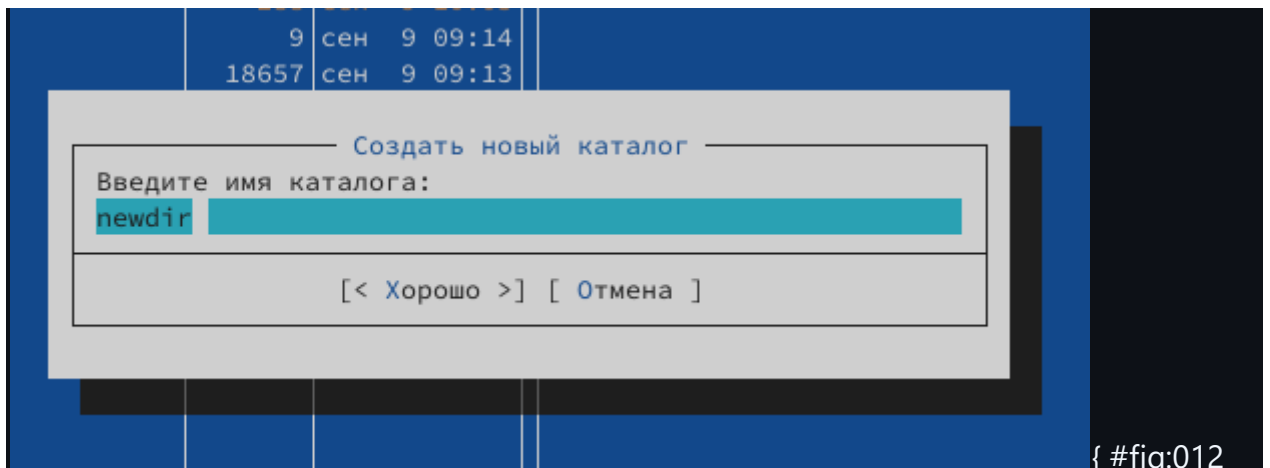 9 сен 9 09:14
18657 сен 9 09:13
Создать новый каталог
Введите имя каталога:
newdir
[< Хорошо >] [ Отмена ]
{ #fig:012